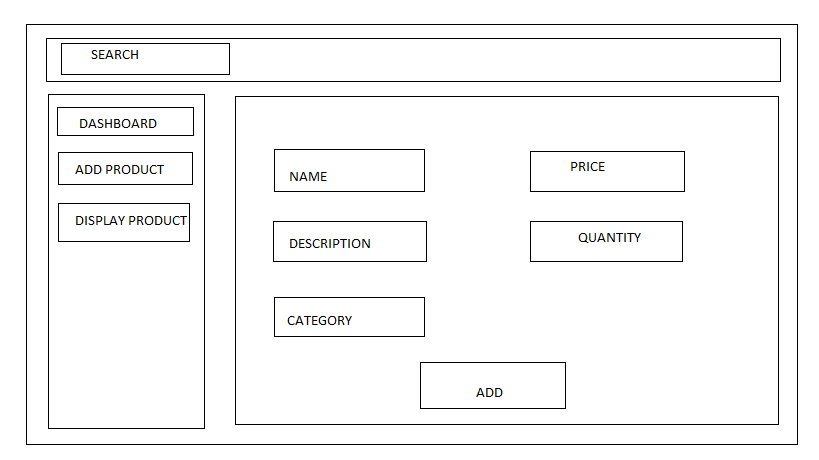 SEARCH
DASHBOARD
ADD PRODUCT
DISPLAY PRODUCT
NAME
PRICE
DESCRIPTION
QUANTITY
CATEGORY
ADD